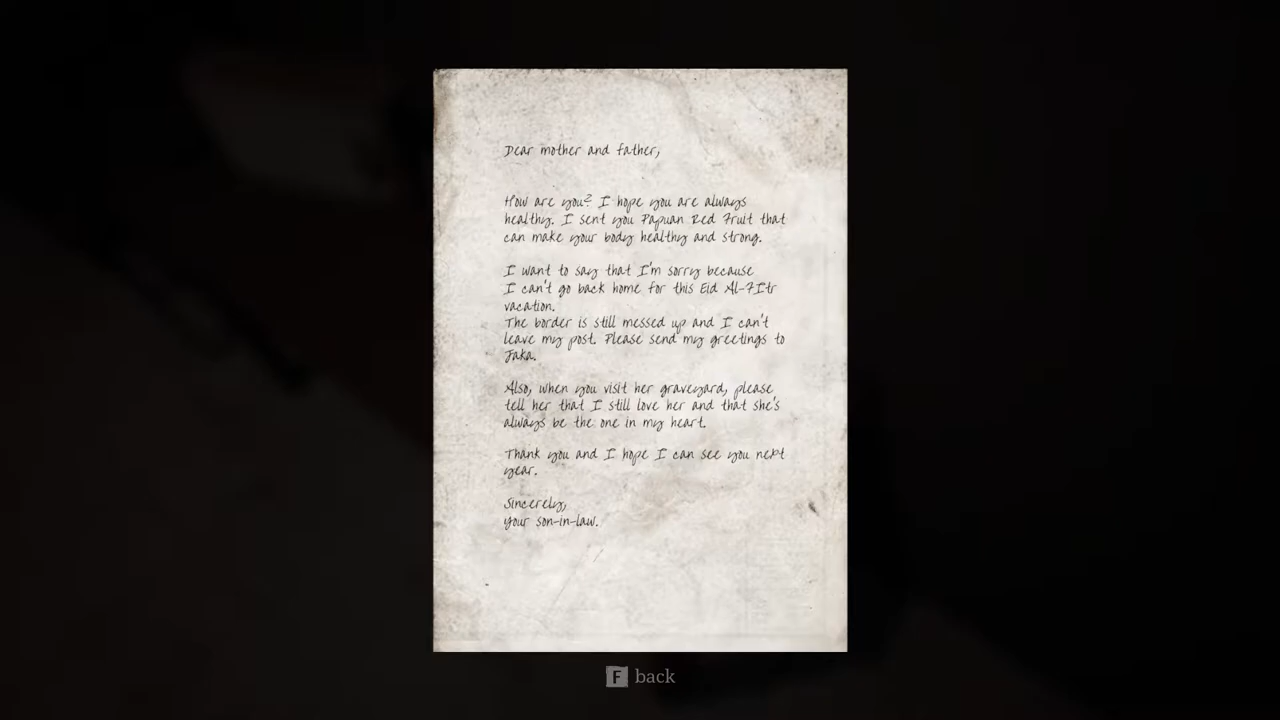 Dear mother and father,
How are you? I hope you are always
healthy. I sent you Papuan Red Fruit that
can make your body healthy and strong.
I want to say that I'm sorry because
I can't go back home for this Eid Al-FItr
vacation.
The border is still messed up and I can't
leave my post. Please send my greetings to
Jaka.
Also, when you visit her graveyard, please
tell her that I still love her and that she's
always be the one in my heart.
Thank you and I hope I can see you next
year.
Sincerely,
your son-in-law.
F back